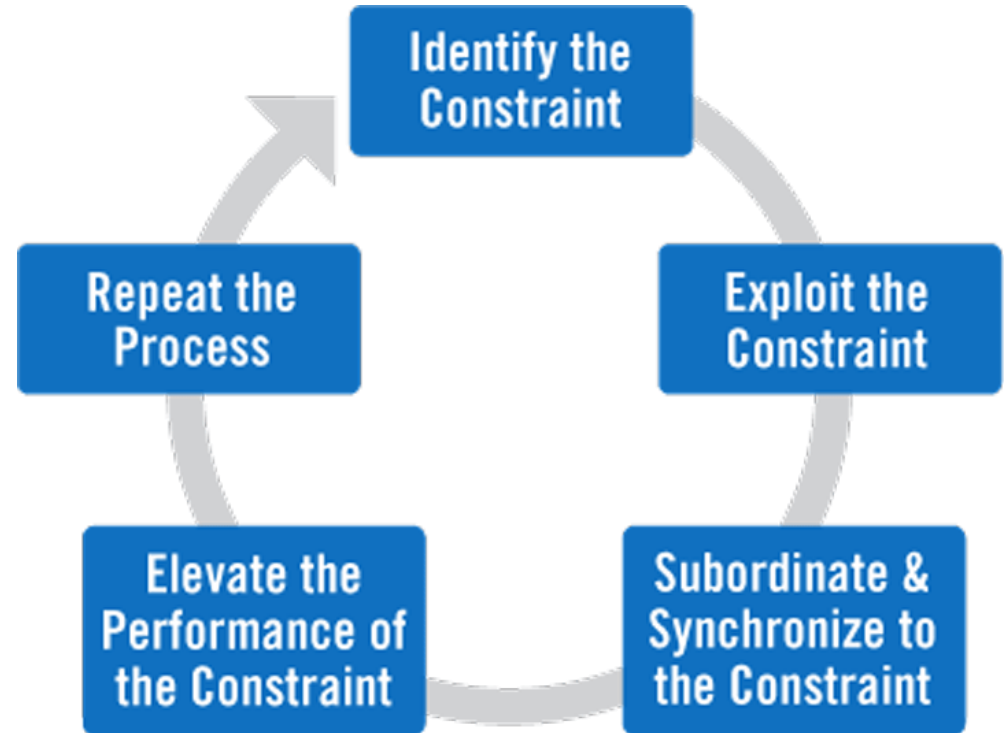 Identify the
Constraint
Exploit the
Constraint
Subordinate &
Synchronize to
the Constraint
Elevate the
Performance of
the Constraint
Repeat the
Process